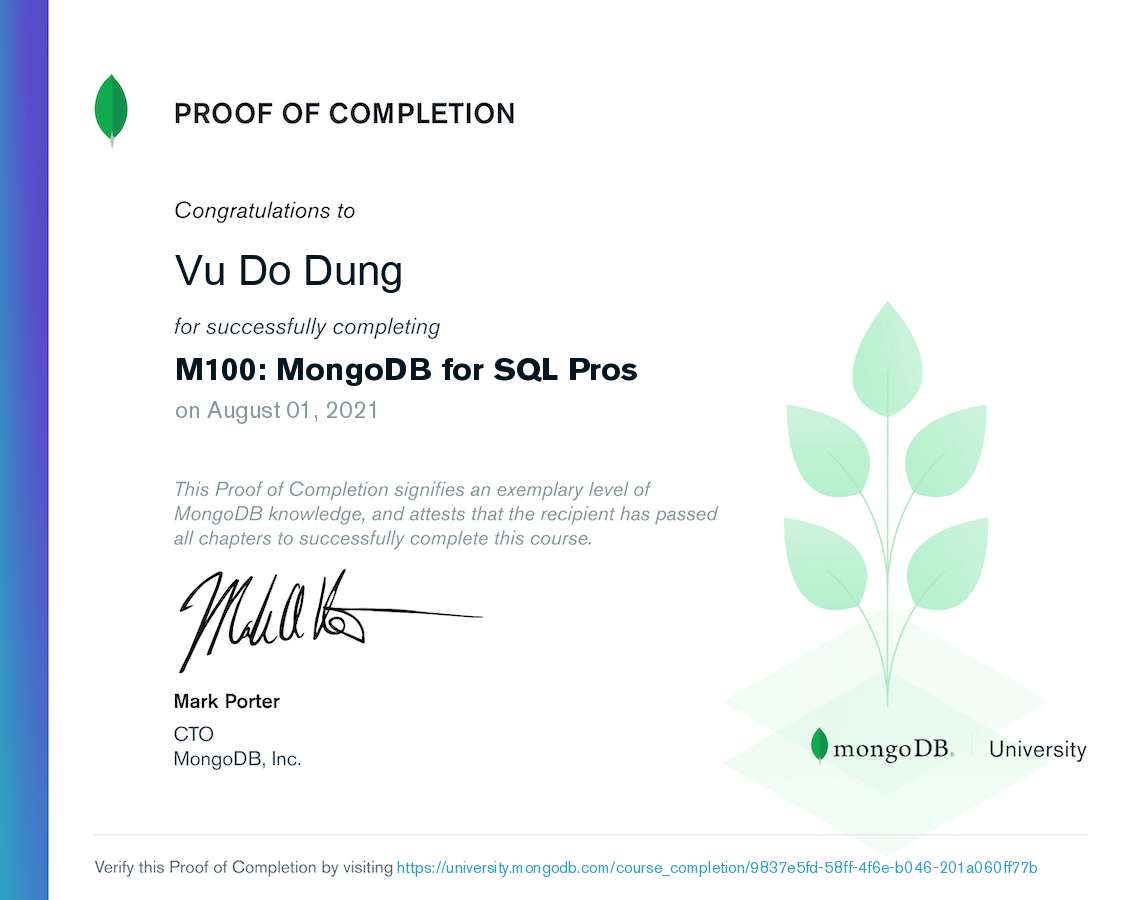 PROOF OF COMPLETION
Congratulations to
Vu Do Dung
for successfully completing
M100: MongoDB for SQL Pros
on August 01, 2021
This Proof of Completion signifies an exemplary level of
MongoDB knowledge, and attests that the recipient has passed
all chapters to successfully complete this course.
Mark Porter
CTO
MongoDB, Inc.
mongoDB. University
Verify this Proof of Completion by visiting https://university.mongodb.com/course_completion/9837e5fd-58ff-4f6e-b046-201a060ff77b